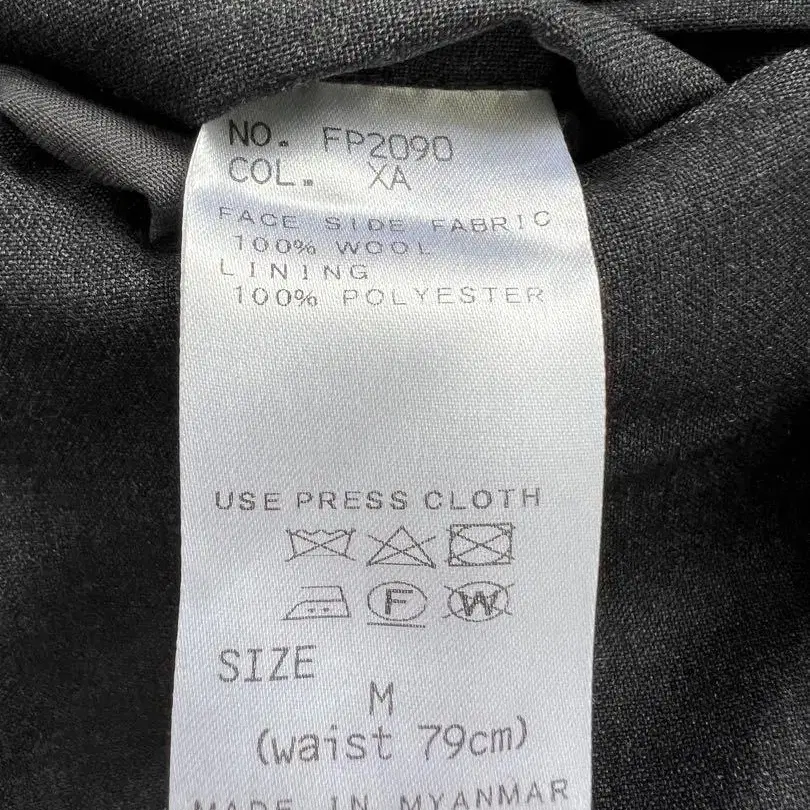 NO. FP2090
COL. XA
FACE SIDE FABRIC
100% WOOL
LINING
100% POLYESTER
USE PRESS CLOTH
F W
SIZE
M
(waist 79cm)
MADE IN MYANMAR